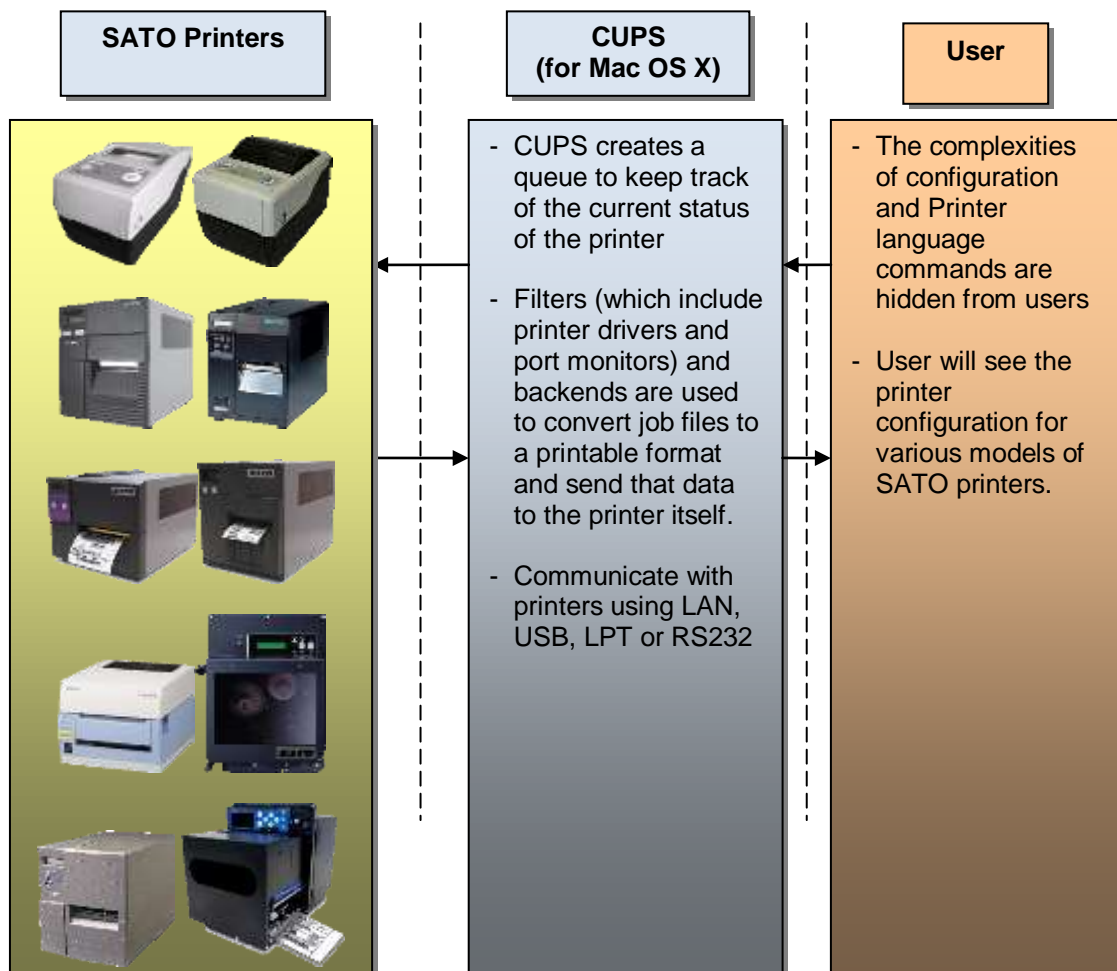 SATO Printers
CUPS
(for Mac OS X)
User
- CUPS creates a
queue to keep track
of the current status
of the printer
- Filters (which include
printer drivers and
port monitors) and
backends are used
to convert job files to
a printable format
and send that data
to the printer itself.
- Communicate with
printers using LAN,
USB, LPT or RS232
- The complexities
of configuration
and Printer
language
commands are
hidden from users
- User will see the
printer
configuration for
various models of
SATO printers.